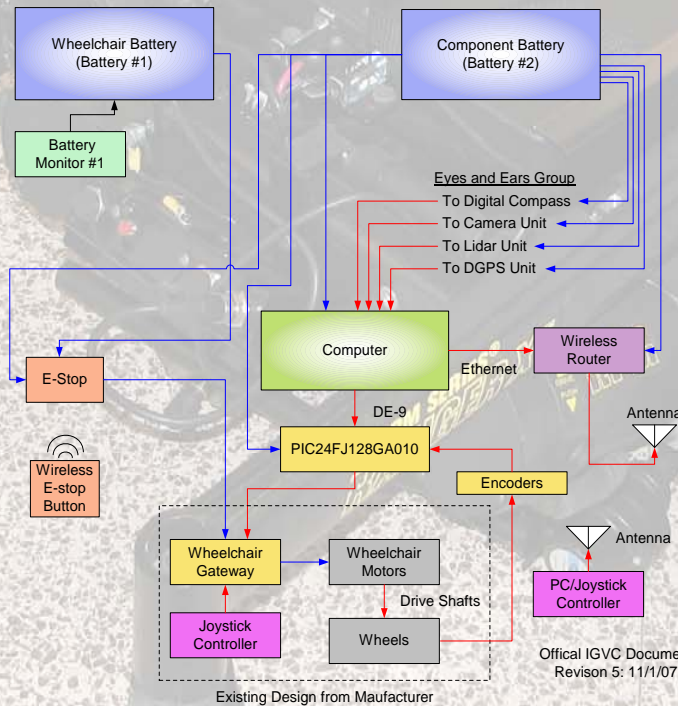 Wheelchair Battery
(Battery #1)
Component Battery
(Battery #2)
Battery
Monitor #1
Eyes and Ears Group
To Digital Compass
To Camera Unit
To Lidar Unit
To DGPS Unit
Computer
Ethernet
Wireless
Router
E-Stop
DE-9
Antenna
PIC24FJ128GA010
Wireless
E-stop
Button
Encoders
Antenna
Wheelchair
Gateway
Wheelchair
Motors
PC/Joystick
Controller
Drive Shafts
Joystick
Controller
Wheels
Offical IGVC Docume
Revison 5: 11/1/07
Existing Design from Maufacturer